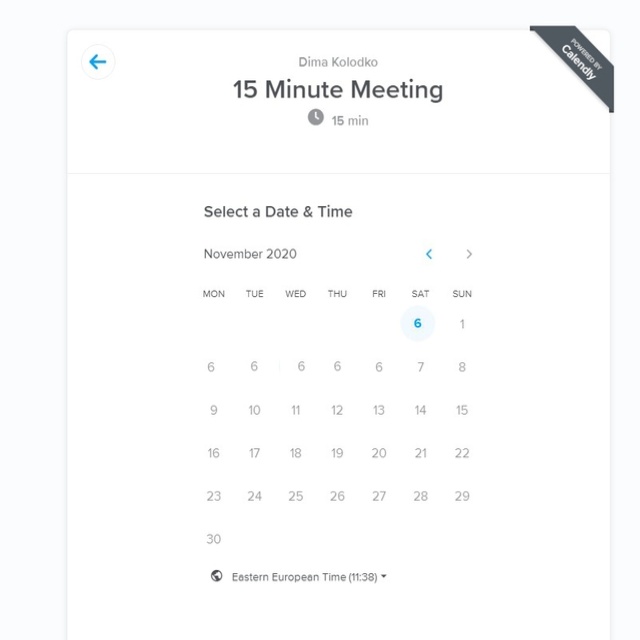 POWERED BY
Calendly
Dima Kolodko
15 Minute Meeting
15 min
Select a Date & Time
November 2020
MON TUE WED THU FRI SAT SUN
6 1
6 6 6 6 6 7 8
9 10 11 12 13 14 15
16 17 18 19 20 21 22
23 24 25 26 27 28 29
30
Eastern European Time (11:38)